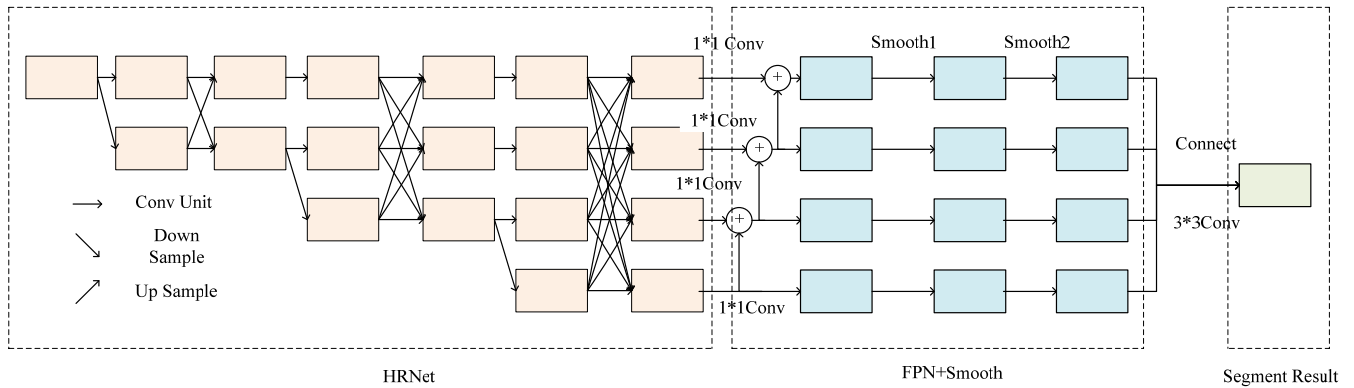 1*1 Conv
Smooth1
Smooth2
+
1*1Conv
+
Connect
1*1Conv
Conv Unit
+
3*3Conv
Down
Sample
Up Sample
1*1Conv
HRNet
FPN+Smooth
Segment Result